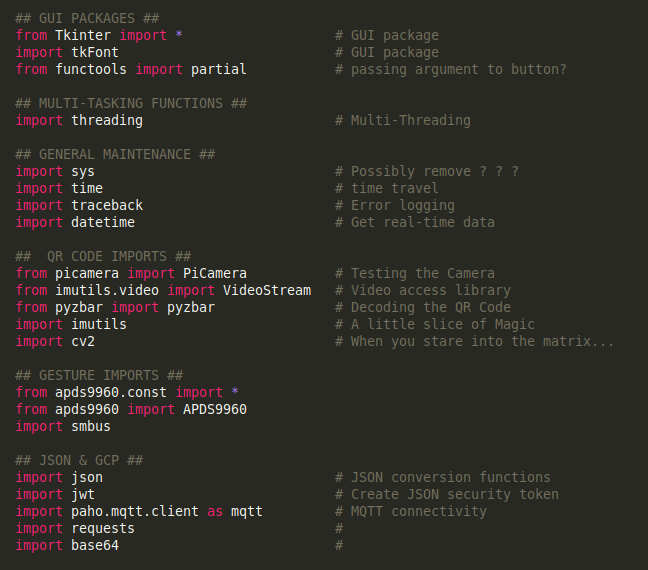 ## GUI PACKAGES ##
from Tkinter import * # GUI package
import tkFont # GUI package
from functools import partial # passing argument to button?
## MULTI-TASKING FUNCTIONS ##
import threading # Multi-Threading
## GENERAL MAINTENANCE ##
import sys # Possibly remove ? ? ?
import time # time travel
import traceback # Error logging
import datetime # Get real-time data
##  QR CODE IMPORTS ##
from picamera import PiCamera # Testing the Camera
from imutils.video import VideoStream # Video access library
from pyzbar import pyzbar # Decoding the QR Code
import imutils # A little slice of Magic
import cv2 # When you stare into the matrix...
## GESTURE IMPORTS ##
from apds9960.const import *
from apds9960 import APDS9960
import smbus
## JSON & GCP ##
import json # JSON conversion functions
import jwt # Create JSON security token
import paho.mqtt.client as mqtt # MQTT connectivity
import requests #
import base64 #